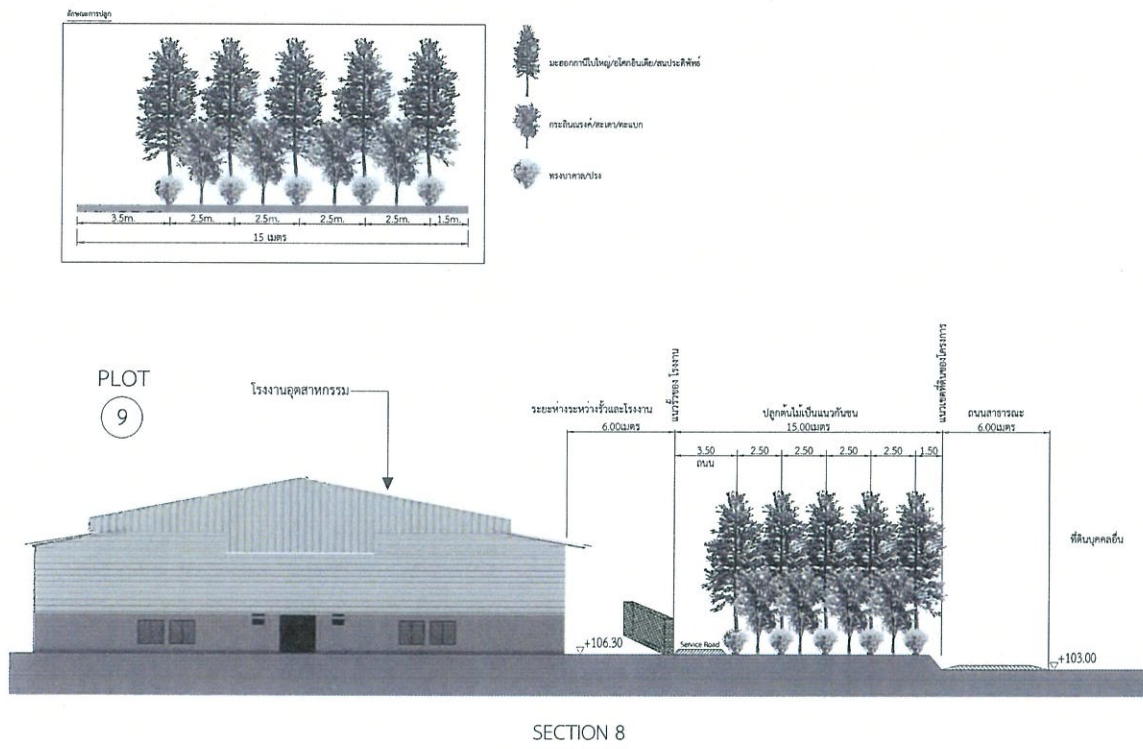 ลักษณะการปลูก
มะฮอกกานีใบใหญ่/อโศกอินเดีย/สนประดิพัทธ์
กระถินณรงค์/สะเดา/ตะแบก
ทรงบาดาล/ปรง
3.5m. 2.5m. 2.5m. 2.5m. 2.5m. 1.5m.
15 เมตร
PLOT
9
โรงงานอุตสาหกรรม
ระยะห่างระหว่างรั้วและโรงงาน
6.00เมตร
แนวรั้วของ โรงงาน
ปลูกต้นไม้เป็นแนวกันชน
15.00เมตร
แนวเขตที่ดินของโครงการ
ถนนสาธารณะ
6.00เมตร
3.50 2.50 2.50 2.50 2.50 1.50
ถนน
ที่ดินบุคคลอื่น
+106.30
Service Road
+103.00
SECTION 8